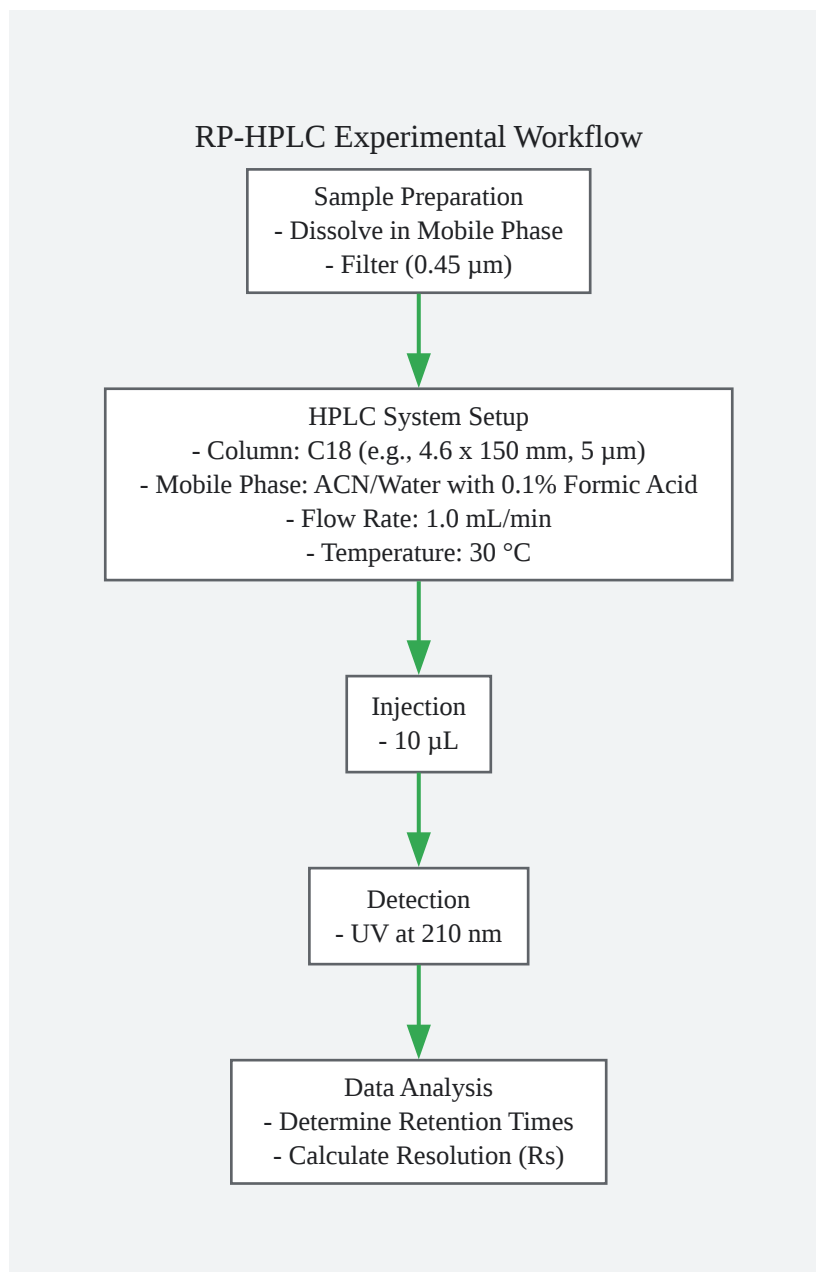 RP-HPLC Experimental Workflow
Sample Preparation
- Dissolve in Mobile Phase
- Filter (0.45 µm)
HPLC System Setup
- Column: C18 (e.g., 4.6 x 150 mm, 5 µm)
- Mobile Phase: ACN/Water with 0.1% Formic Acid
- Flow Rate: 1.0 mL/min
- Temperature: 30 °C
Injection
- 10 µL
Detection
- UV at 210 nm
Data Analysis
- Determine Retention Times
- Calculate Resolution (Rs)